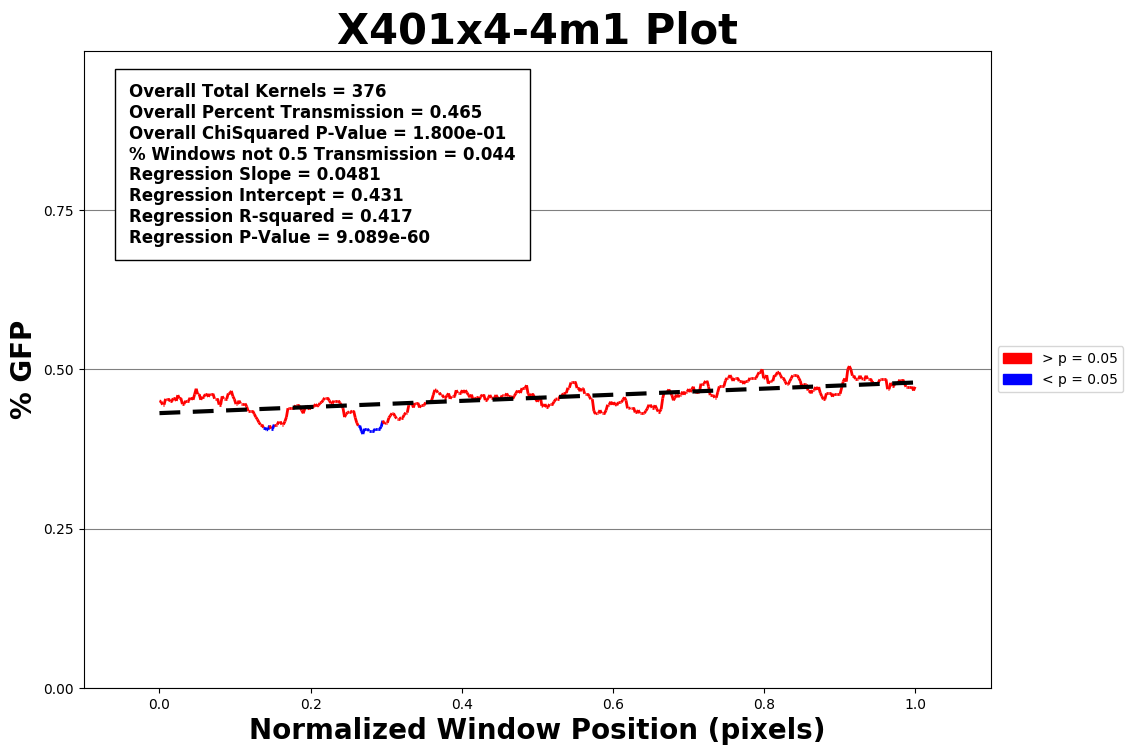 X401x4-4m1 Plot
Overall Total Kernels = 376
Overall Percent Transmission = 0.465
Overall ChiSquared P-Value = 1.800e-01
% Windows not 0.5 Transmission = 0.044
Regression Slope = 0.0481
Regression Intercept = 0.431
Regression R-squared = 0.417
Regression P-Value = 9.089e-60
% GFP
0.75
0.50
0.25
0.00
> p = 0.05
< p = 0.05
0.0 0.2 0.4 0.6 0.8 1.0
Normalized Window Position (pixels)